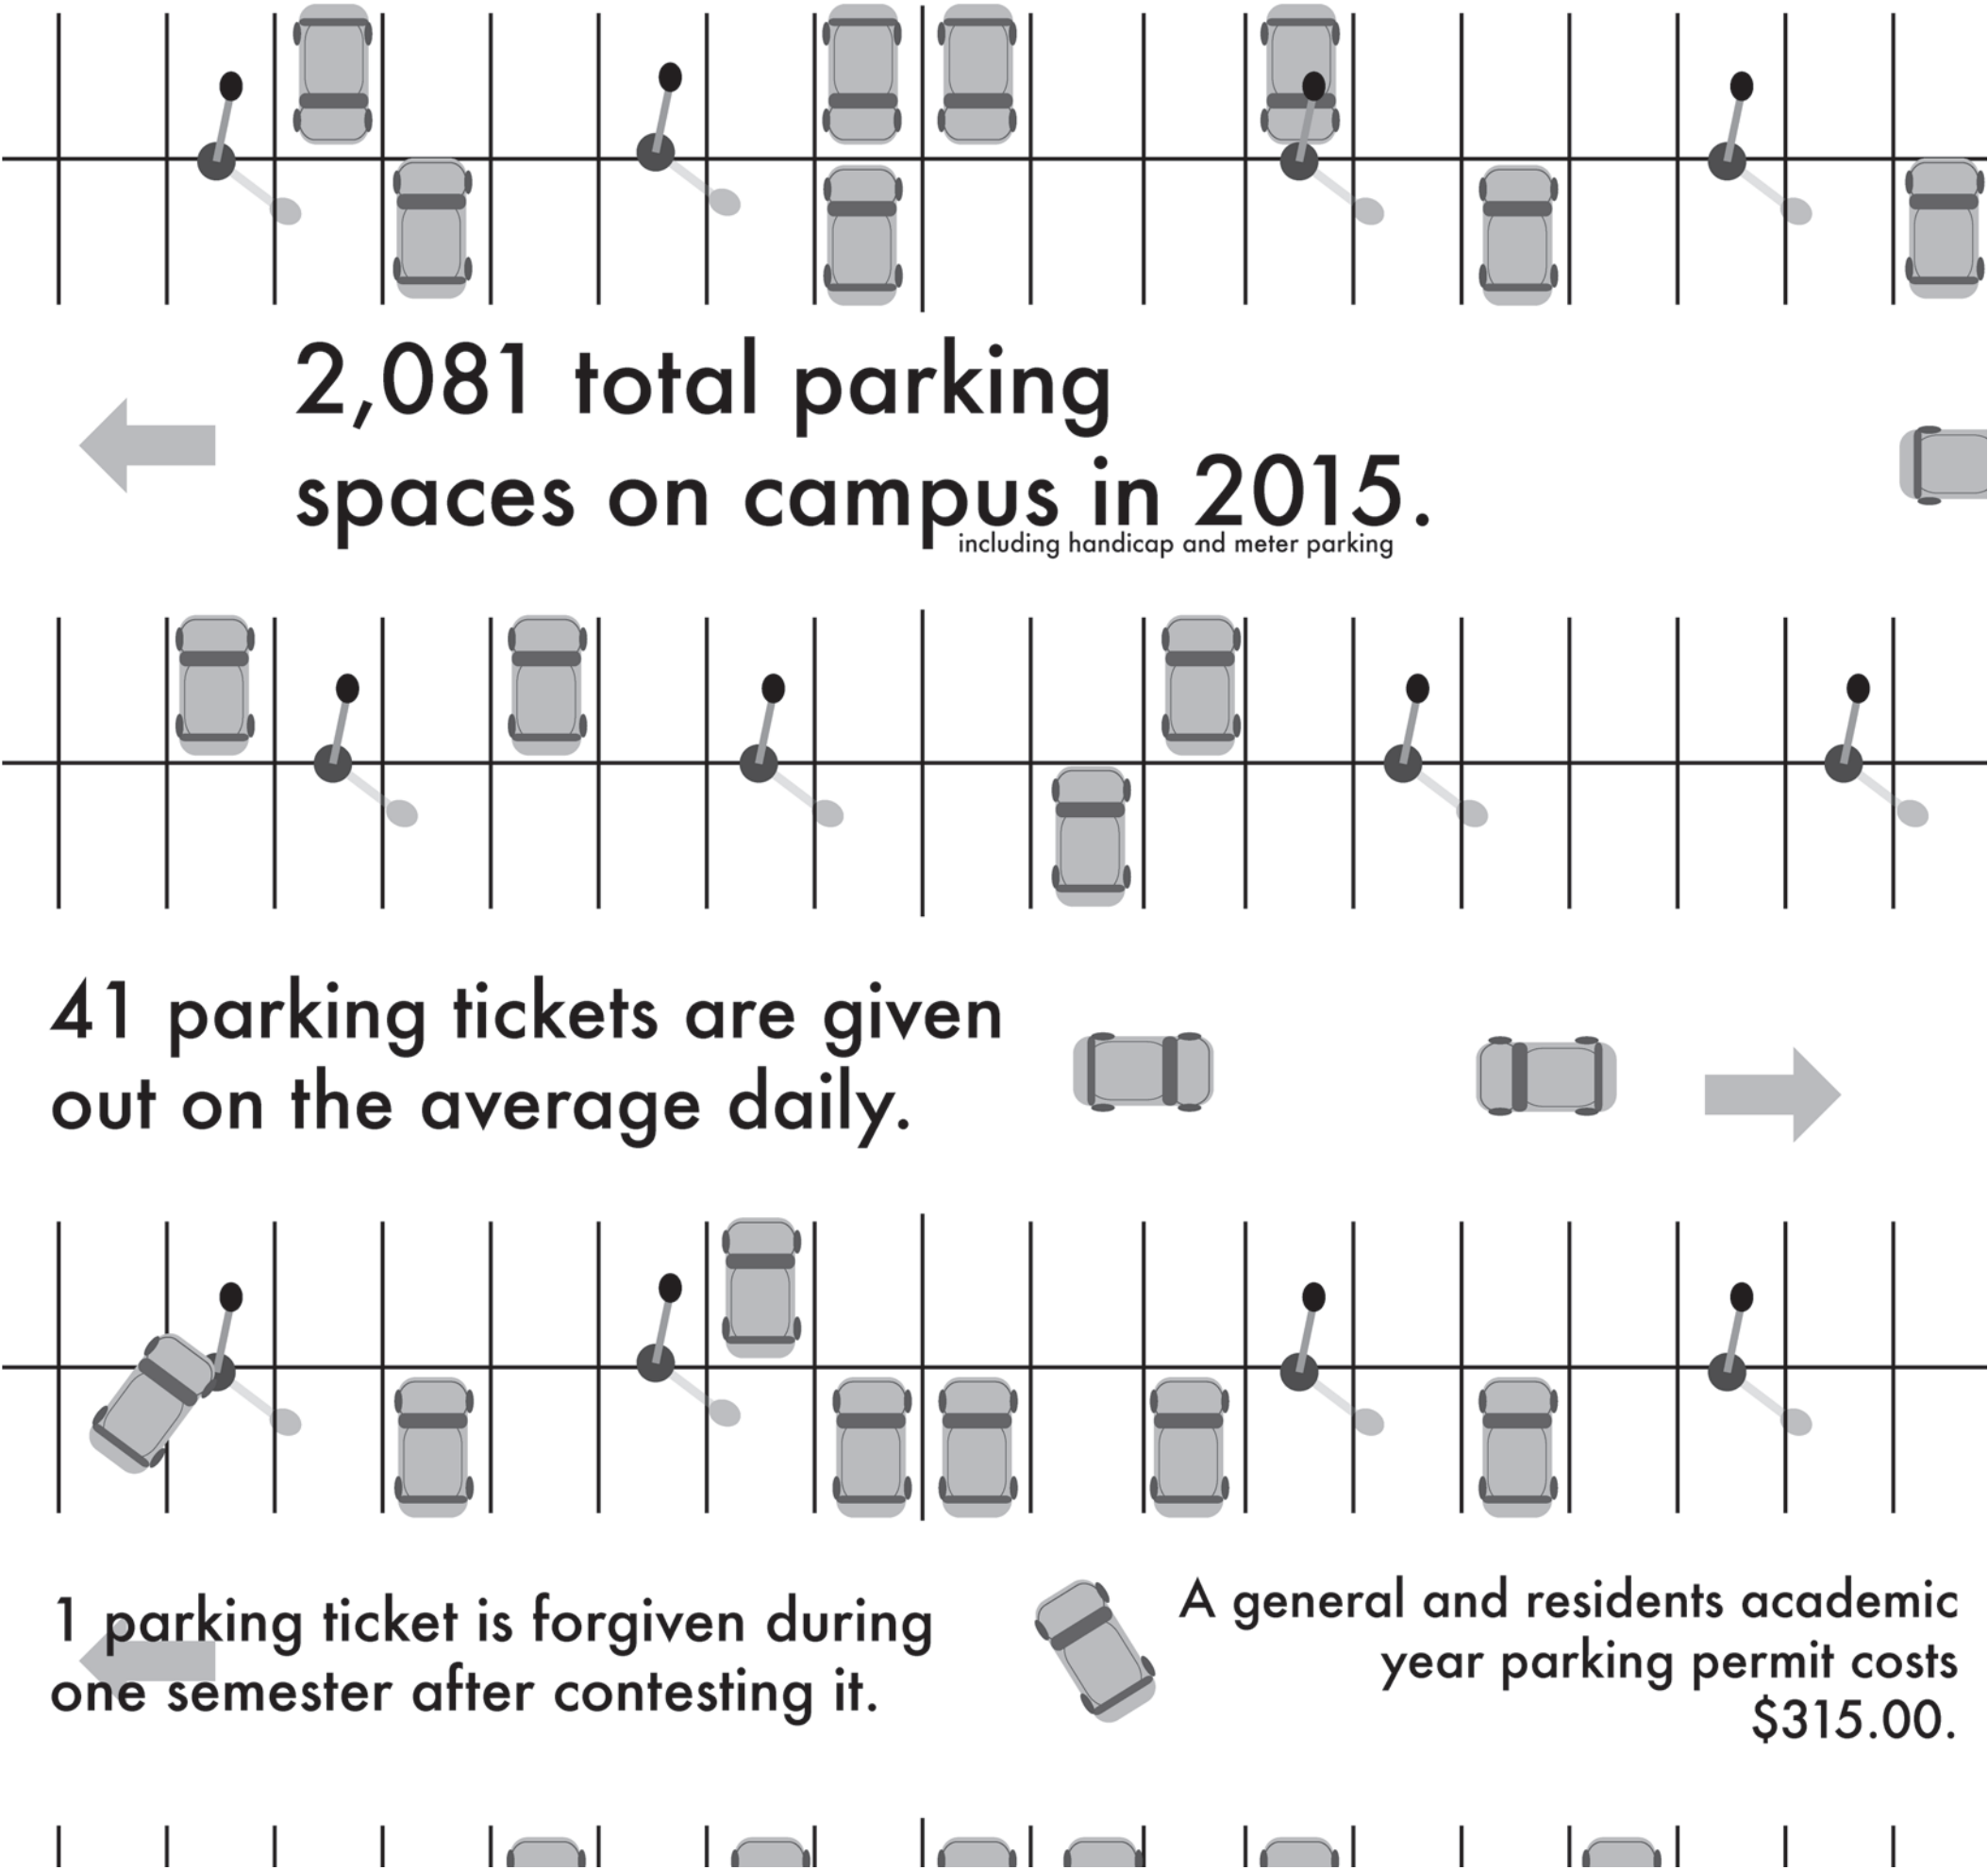 2,081 total parking
spaces on campus in 2015.
including handicap and meter parking
41 parking tickets are given
out on the average daily.
1 parking ticket is forgiven during
one semester after contesting it.
A general and residents academic
year parking permit costs
$315.00.